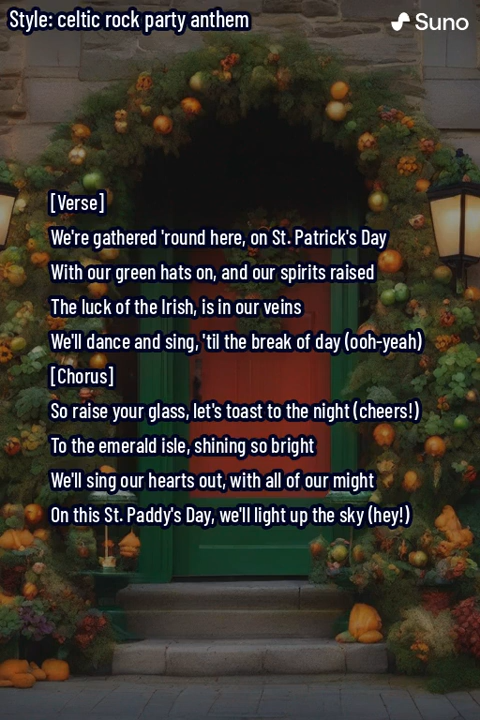 Style: celtic rock party anthem
Suno
[Verse]
We're gathered 'round here, on St. Patrick's Day
With our green hats on, and our spirits raised
The luck of the Irish, is in our veins
We'll dance and sing, 'til the break of day (ooh-yeah)
[Chorus]
So raise your glass, let's toast to the night (cheers!)
To the emerald isle, shining so bright
We'll sing our hearts out, with all of our might
On this St. Paddy's Day, we'll light up the sky (hey!)